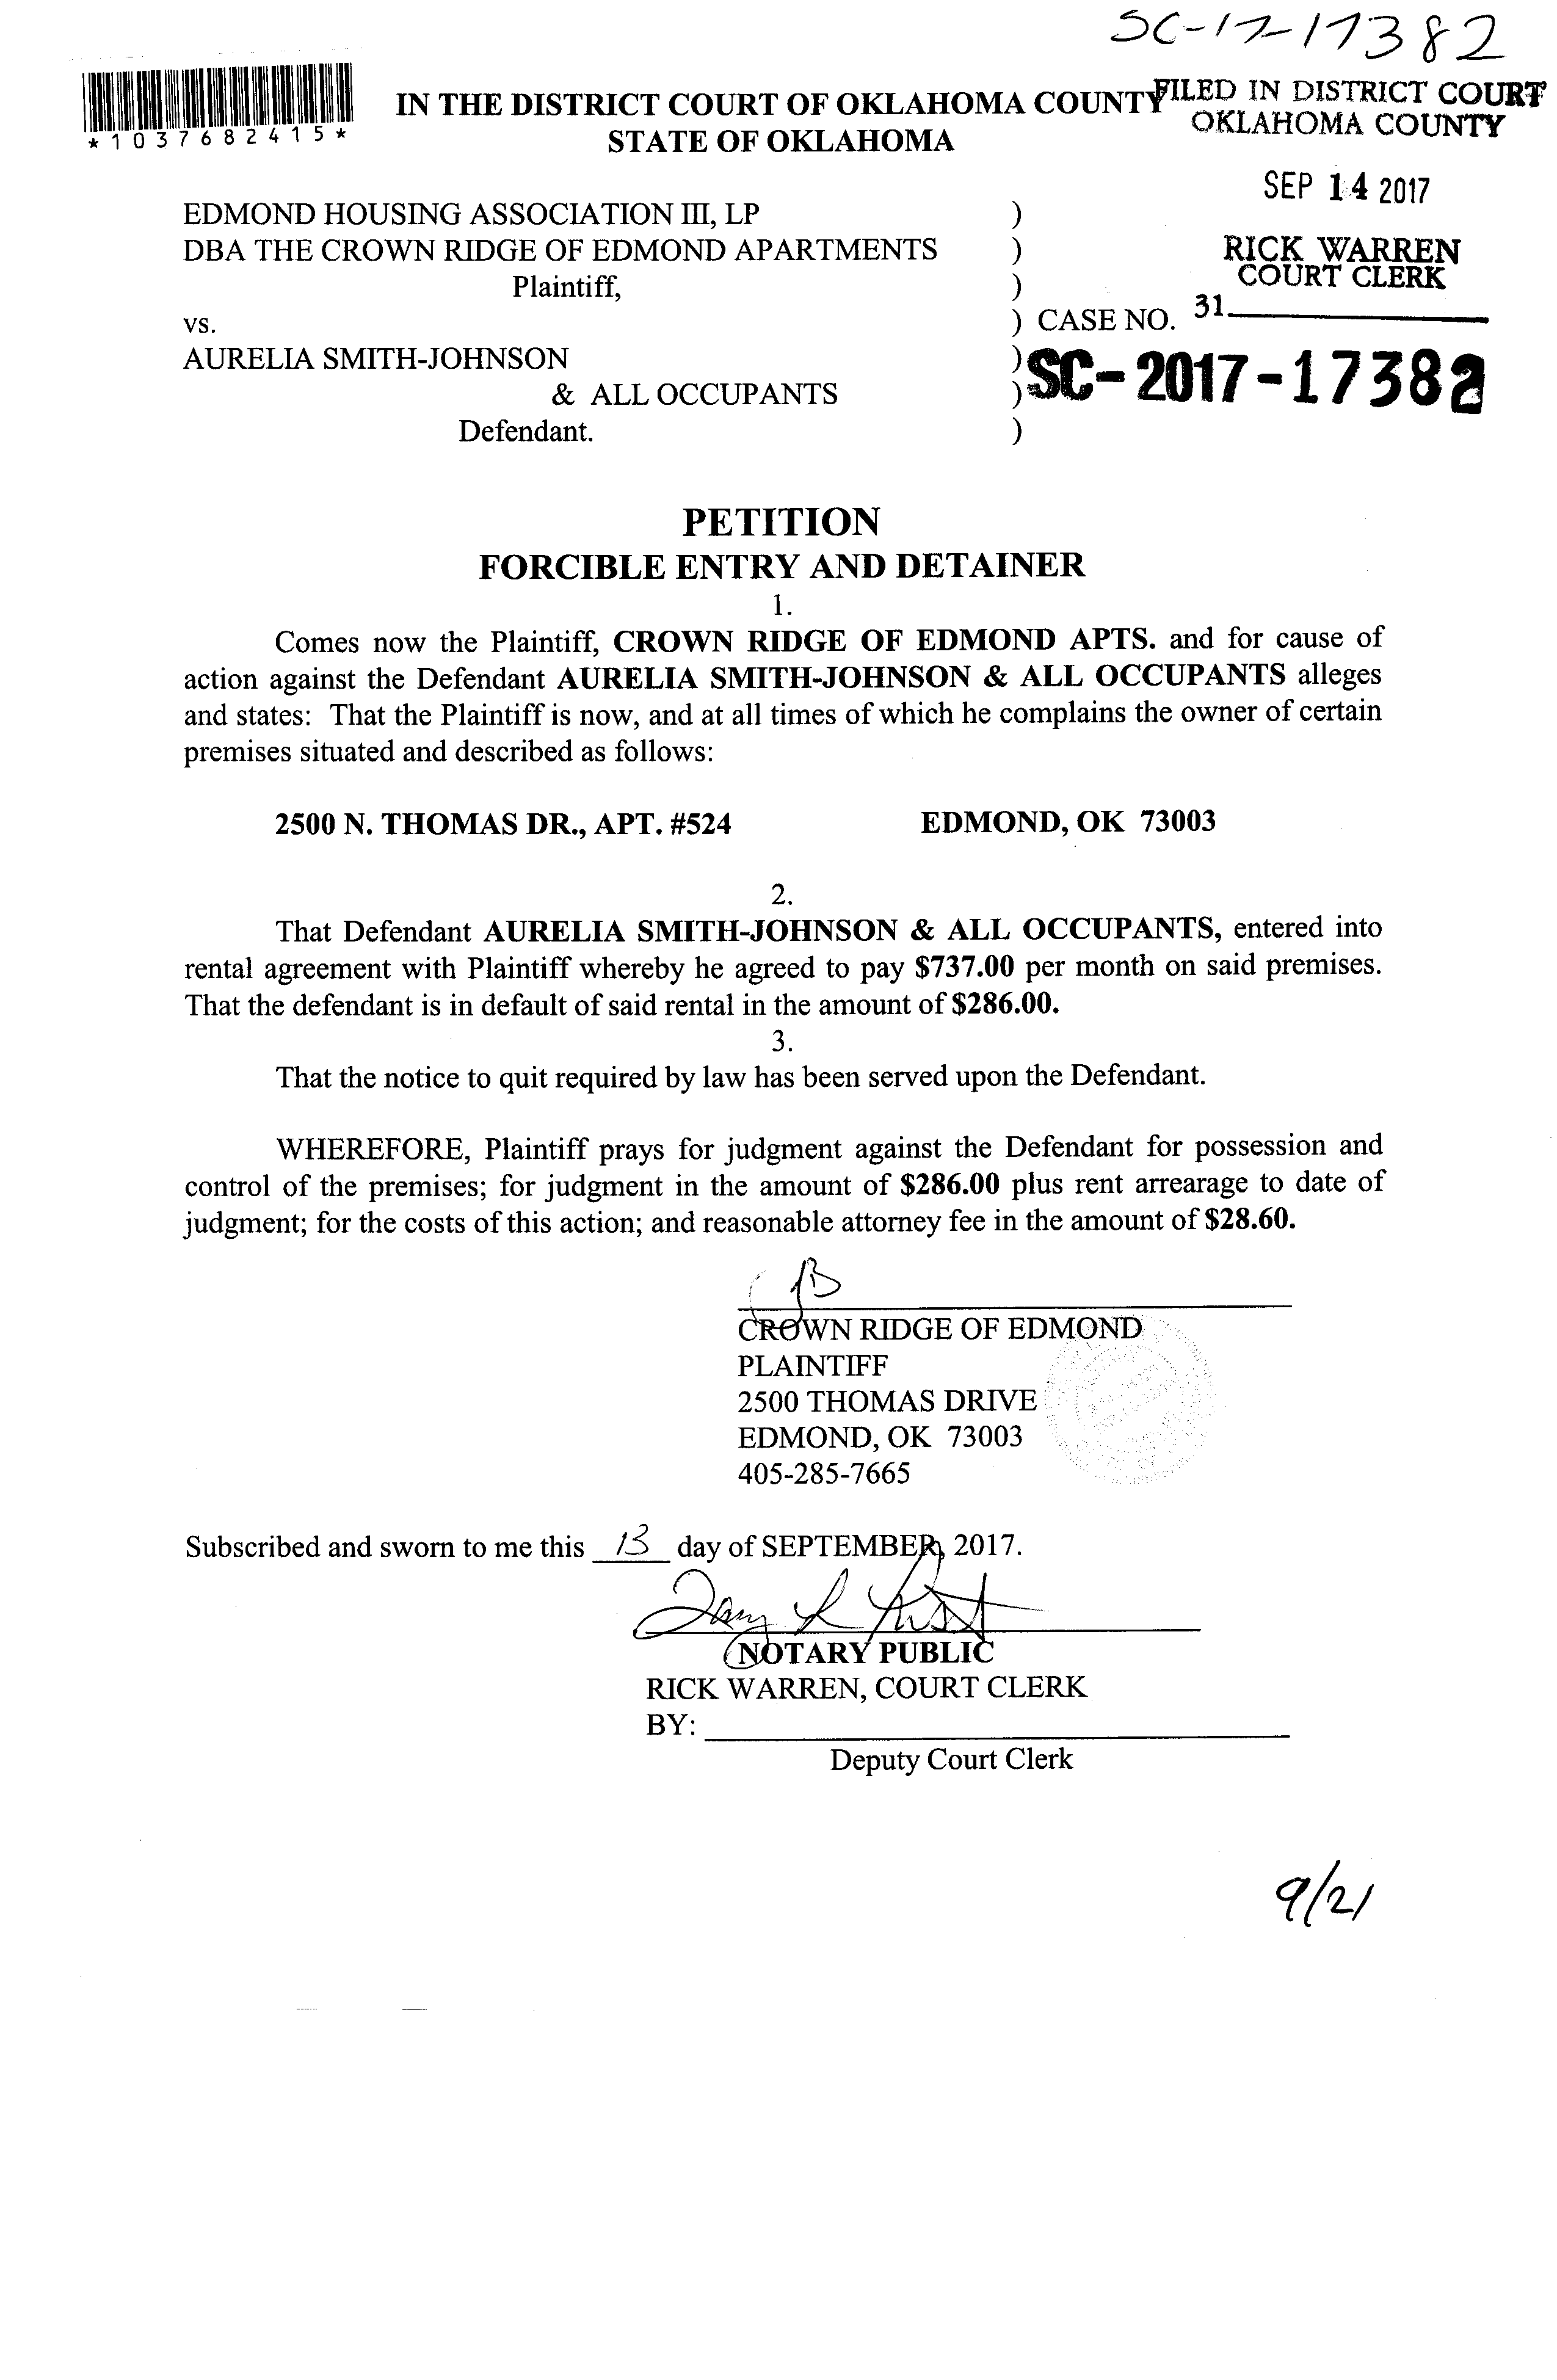 SC-17-17382
*1037682415*
IN THE DISTRICT COURT OF OKLAHOMA COUNTY
STATE OF OKLAHOMA
FILED IN DISTRICT COURT
OKLAHOMA COUNTY
SEP 14 2017
RICK WARREN
COURT CLERK
31
EDMOND HOUSING ASSOCIATION III, LP )
DBA THE CROWN RIDGE OF EDMOND APARTMENTS )
Plaintiff, )
vs. ) CASE NO.
AURELIA SMITH-JOHNSON ) SC-2017-17382
& ALL OCCUPANTS )
Defendant. )
PETITION
FORCIBLE ENTRY AND DETAINER
1.
Comes now the Plaintiff, CROWN RIDGE OF EDMOND APTS. and for cause of
action against the Defendant AURELIA SMITH-JOHNSON & ALL OCCUPANTS alleges
and states: That the Plaintiff is now, and at all times of which he complains the owner of certain
premises situated and described as follows:
2500 N. THOMAS DR., APT. #524 EDMOND, OK 73003
2.
That Defendant AURELIA SMITH-JOHNSON & ALL OCCUPANTS, entered into
rental agreement with Plaintiff whereby he agreed to pay $737.00 per month on said premises.
That the defendant is in default of said rental in the amount of $286.00.
3.
That the notice to quit required by law has been served upon the Defendant.
WHEREFORE, Plaintiff prays for judgment against the Defendant for possession and
control of the premises; for judgment in the amount of $286.00 plus rent arrearage to date of
judgment; for the costs of this action; and reasonable attorney fee in the amount of $28.60.
CROWN RIDGE OF EDMOND
PLAINTIFF
2500 THOMAS DRIVE
EDMOND, OK 73003
405-285-7665
Subscribed and sworn to me this 13 day of SEPTEMBER, 2017.
NOTARY PUBLIC
RICK WARREN, COURT CLERK
BY:
Deputy Court Clerk
9/21